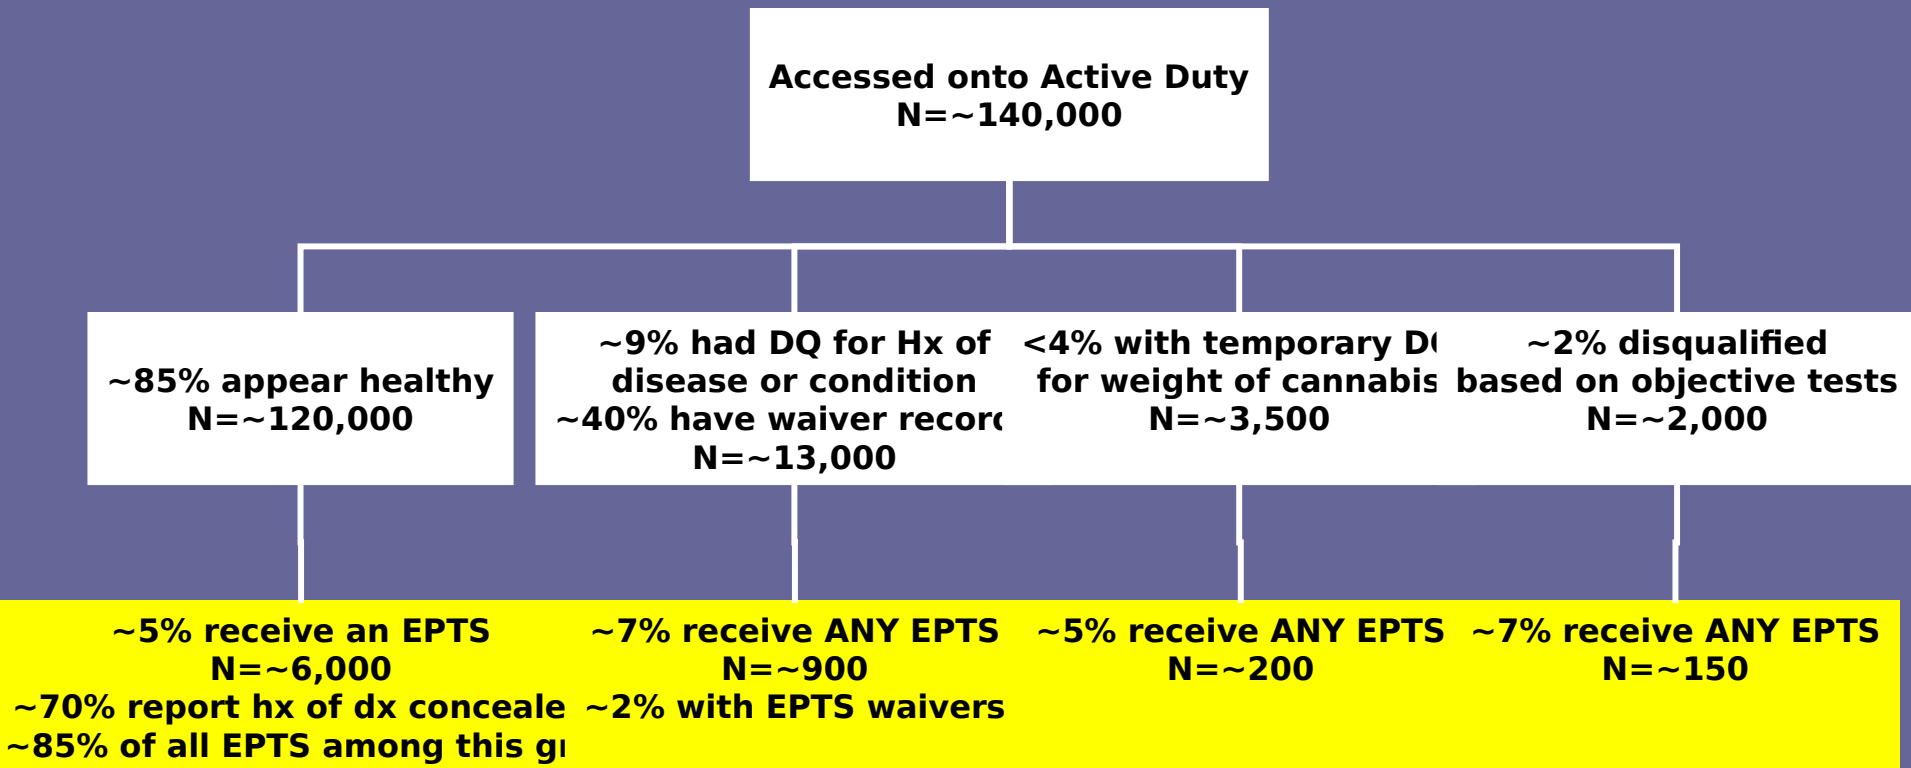 Accessed onto Active Duty
N=~140,000
~85% appear healthy
N=~120,000
~9% had DQ for Hx of
disease or condition
~40% have waiver record
N=~13,000
<4% with temporary DQ
for weight of cannabis
N=~3,500
~2% disqualified
based on objective tests
N=~2,000
~5% receive an EPTS
N=~6,000
~70% report hx of dx conceale
~85% of all EPTS among this
~7% receive ANY EPTS
N=~900
~2% with EPTS waivers
~5% receive ANY EPTS
N=~200
~7% receive ANY EPTS
N=~150